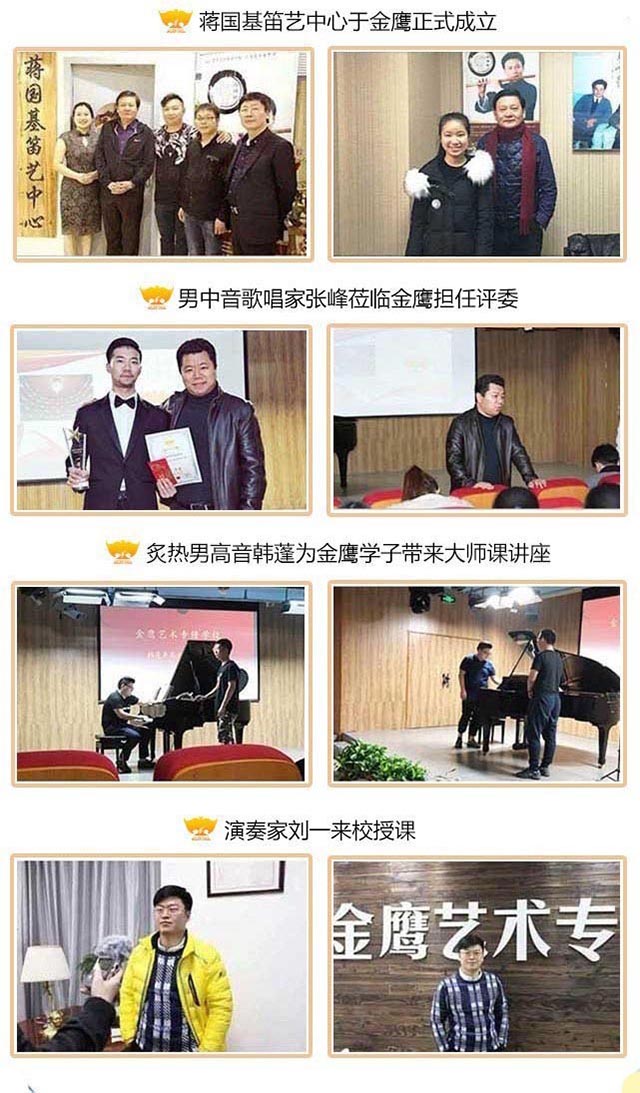 蒋国基笛艺中心于金鹰正式成立
蒋国基笛艺中心
男中音歌唱家张峰莅临金鹰担任评委
炙热男高音韩蓬为金鹰学子带来大师课讲座
金鹰艺术专修学校
演奏家刘一来校授课
金鹰艺术专